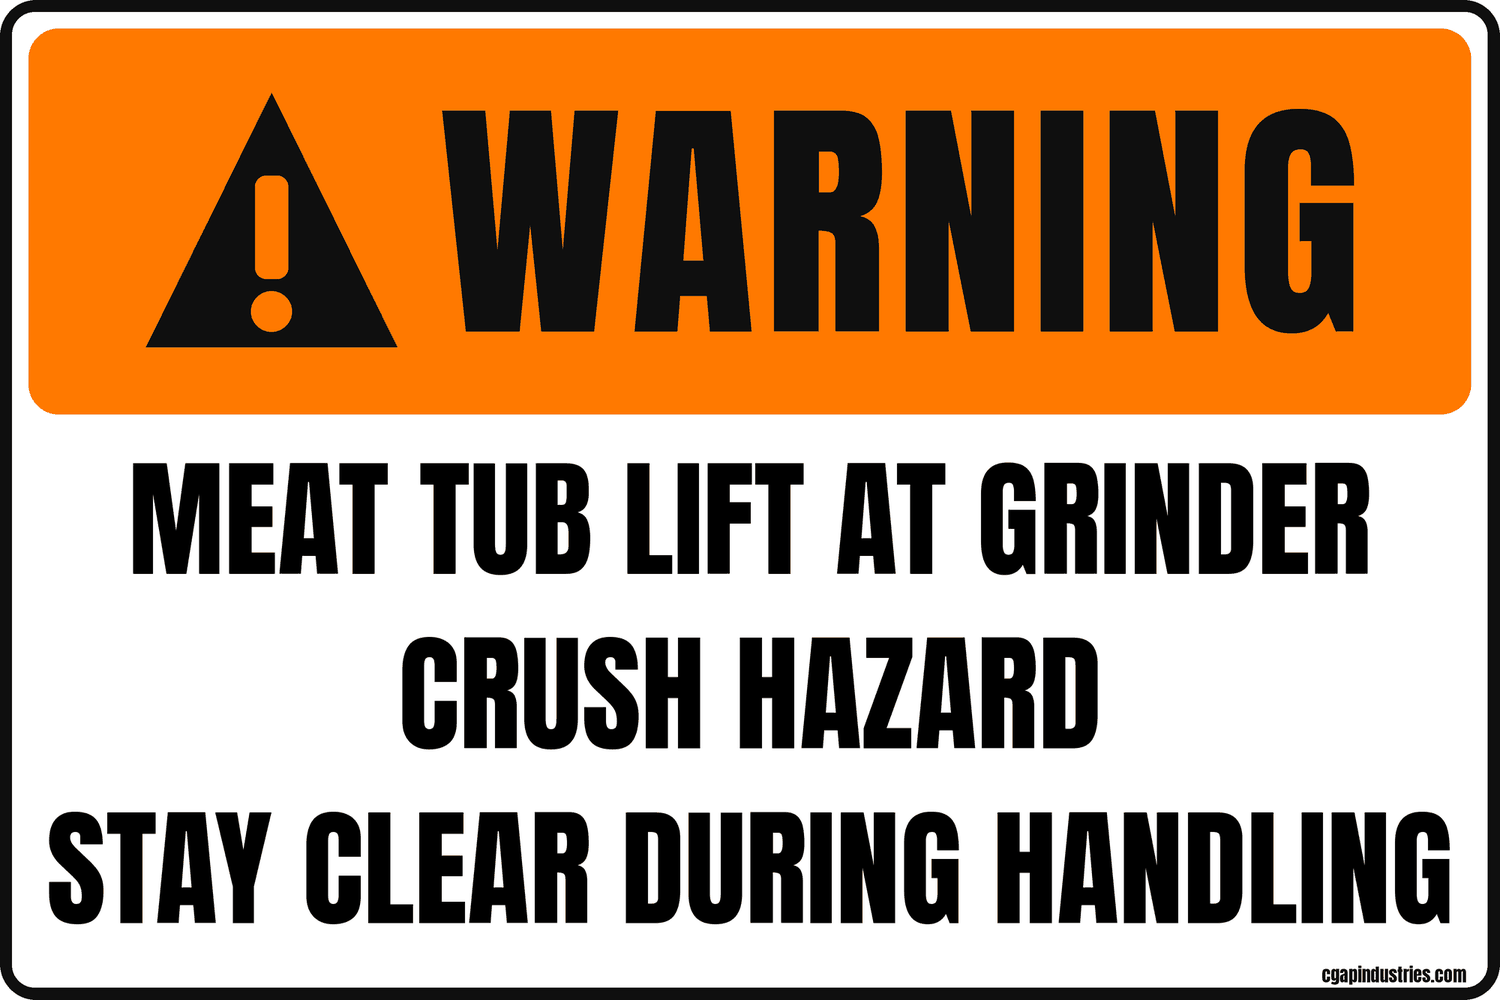 WARNING
MEAT TUB LIFT AT GRINDER
CRUSH HAZARD
STAY CLEAR DURING HANDLING
cgapindustries.com